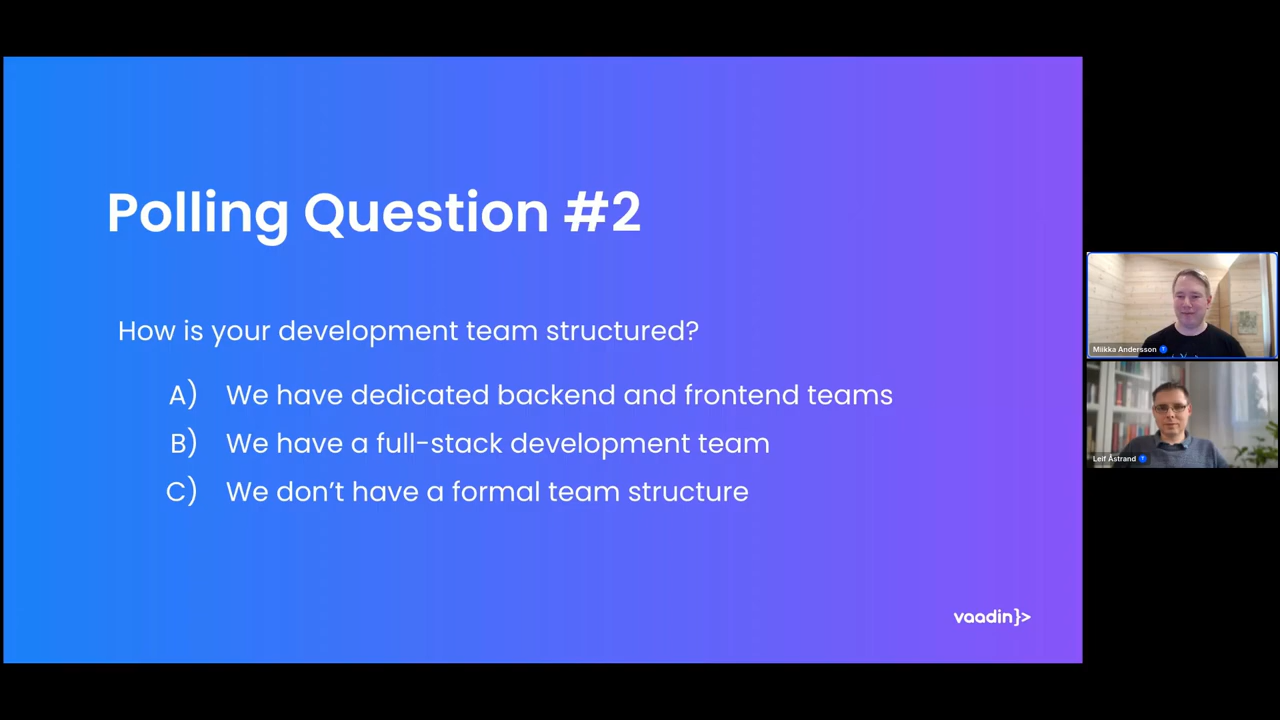 Polling Question #2
How is your development team structured?
A) We have dedicated backend and frontend teams
B) We have a full-stack development team
C) We don't have a formal team structure
vaadin}>
Miikka Andersson
Leif Åstrand